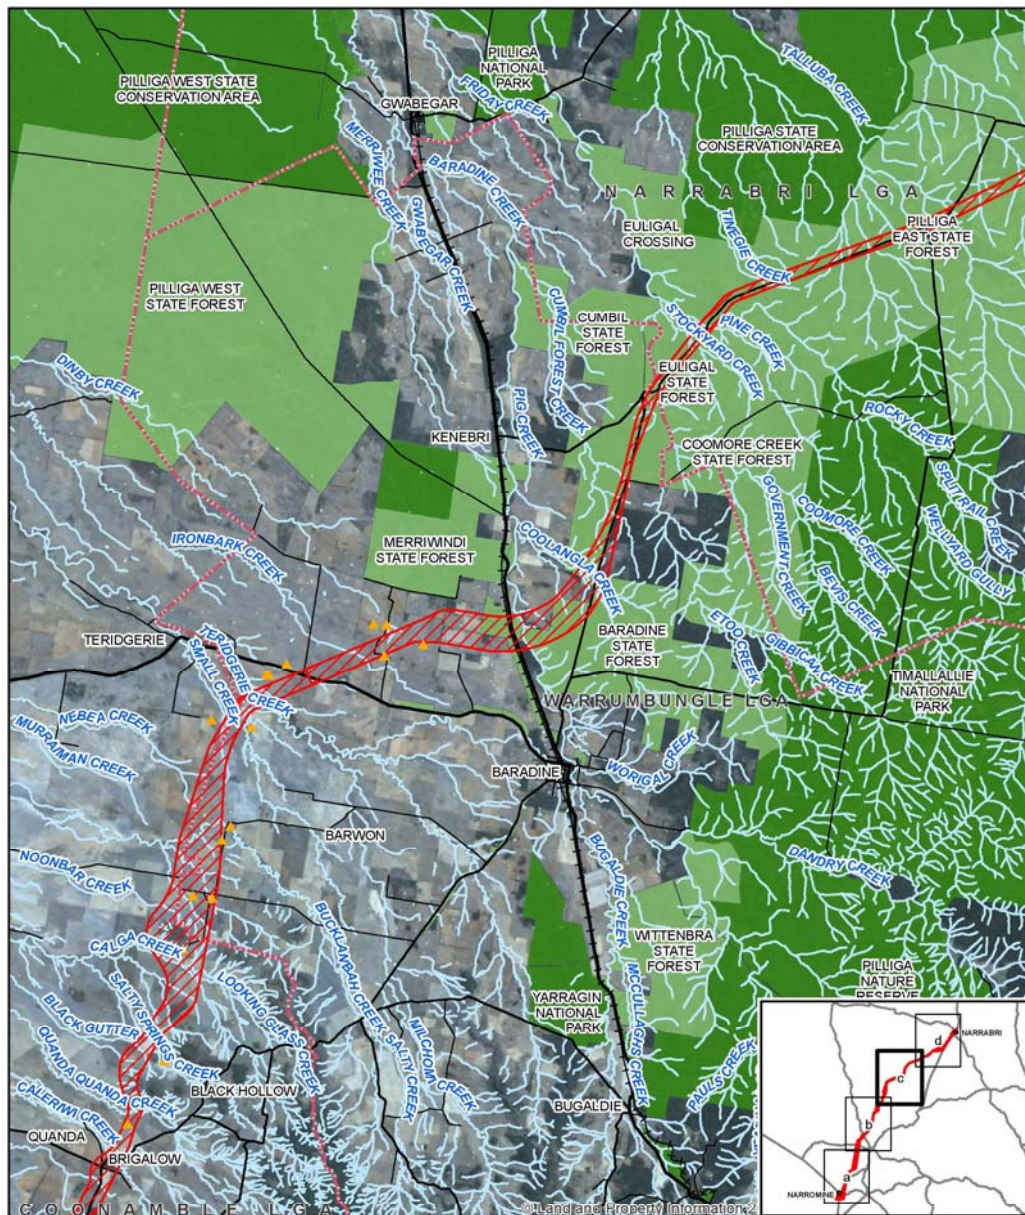 PILLIGA WEST STATE
CONSERVATION AREA
PILLIGA
NATIONAL
PARK
GWABEGAR
FRIDAY CREEK
TALLUBA CREEK
MERRIWEE CREEK
BARADINE CREEK
PILLIGA STATE
CONSERVATION AREA
NARRABRI LGA
GWABEGAR CREEK
EULIGAL
CROSSING
TINEGIE CREEK
PILLIGA
EAST STATE
FOREST
PILLIGA WEST
STATE FOREST
CUMBIL FOREST CREEK
CUMBIL
STATE
FOREST
STOCKYARD CREEK
PINE CREEK
DINBY CREEK
EULIGAL
STATE
FOREST
PIG CREEK
ROCKY CREEK
KENEBRI
COOMORE CREEK
STATE FOREST
SPLIT RAIL CREEK
GOVERNMENT CREEK
COOMORE CREEK
WELLYARD GULLY
IRONBARK CREEK
MERRIWINDI
STATE FOREST
COOLANGLA CREEK
BEVIS CREEK
TERIDGERIE
TERIDGERIE CREEK
SMALL CREEK
BARADINE
STATE
FOREST
ETOO CREEK
GIBBICAN CREEK
TIMALLALLIE
NATIONAL
PARK
WARRUMBUNGLE LGA
NEBEA CREEK
MURRAIMAN CREEK
BARADINE
WORIGAL CREEK
BARWON
NOONBAR CREEK
BUGALDIE CREEK
DANDRY CREEK
BUCKLANBAH CREEK
CALGA CREEK
WITTENBRA
STATE
FOREST
LOOKING GLASS CREEK
SALTY SPRINGS CREEK
PILLIGA
NATURE
RESERVE
BLACK GUTTER
YARRAGIN
NATIONAL
PARK
MCCULLAGHS CREEK
SALTY CREEK
MILCHOMI CREEK
QUANDA QUANDA CREEK
PAULS CREEK
BLACK HOLLOW
CALERIWI CREEK
BUGALDIE
QUANDA
BRIGALOW
COONAMBLE LGA
© Land and Property Information 2
NARRABRI
d
c
b
a
NARROMINE